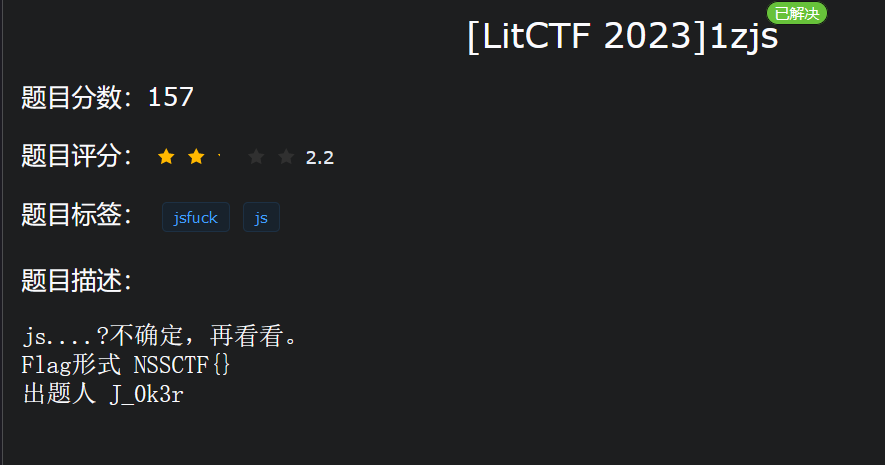 已解决
[LitCTF 2023]1zjs
题目分数：157
题目评分： 2.2
题目标签： jsfuck js
题目描述：
js....?不确定，再看看。
Flag形式 NSSCTF{}
出题人 J_0k3r